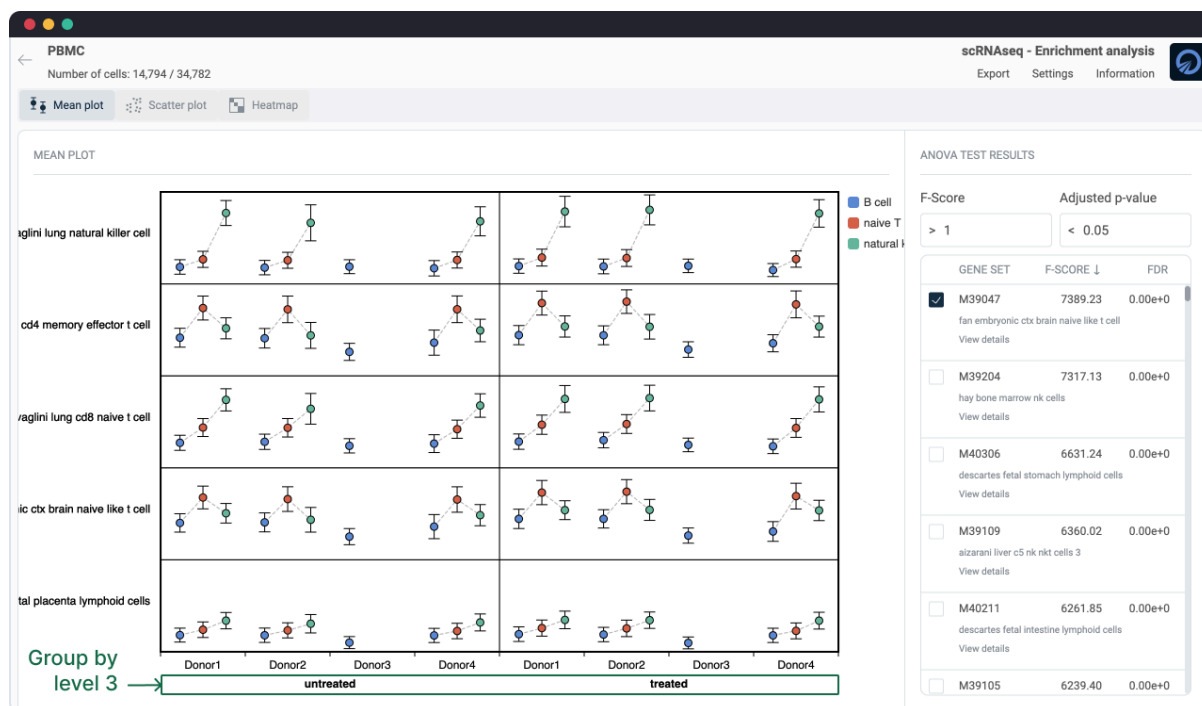 PBMC
Number of cells: 14,794 / 34,782
scRNAseq - Enrichment analysis
Export Settings Information
Mean plot Scatter plot Heatmap
MEAN PLOT
lung natural killer cell
cd4 memory effector t cell
lung cd8 naive t cell
ctx brain naive like t cell
placenta lymphoid cells
B cell
naive T
natural
Donor1 Donor2 Donor3 Donor4 Donor1 Donor2 Donor3 Donor4
untreated treated
Group by
level 3
ANOVA TEST RESULTS
F-Score Adjusted p-value
> 1 < 0.05
GENE SET F-SCORE ↓ FDR
M39047 7389.23 0.00e+0
fan embryonic ctx brain naive like t cell
View details
M39204 7317.13 0.00e+0
hay bone marrow nk cells
View details
M40306 6631.24 0.00e+0
descartes fetal stomach lymphoid cells
View details
M39109 6360.02 0.00e+0
aizarani liver c5 nk nkt cells 3
View details
M40211 6261.85 0.00e+0
descartes fetal intestine lymphoid cells
View details
M39105 6239.40 0.00e+0